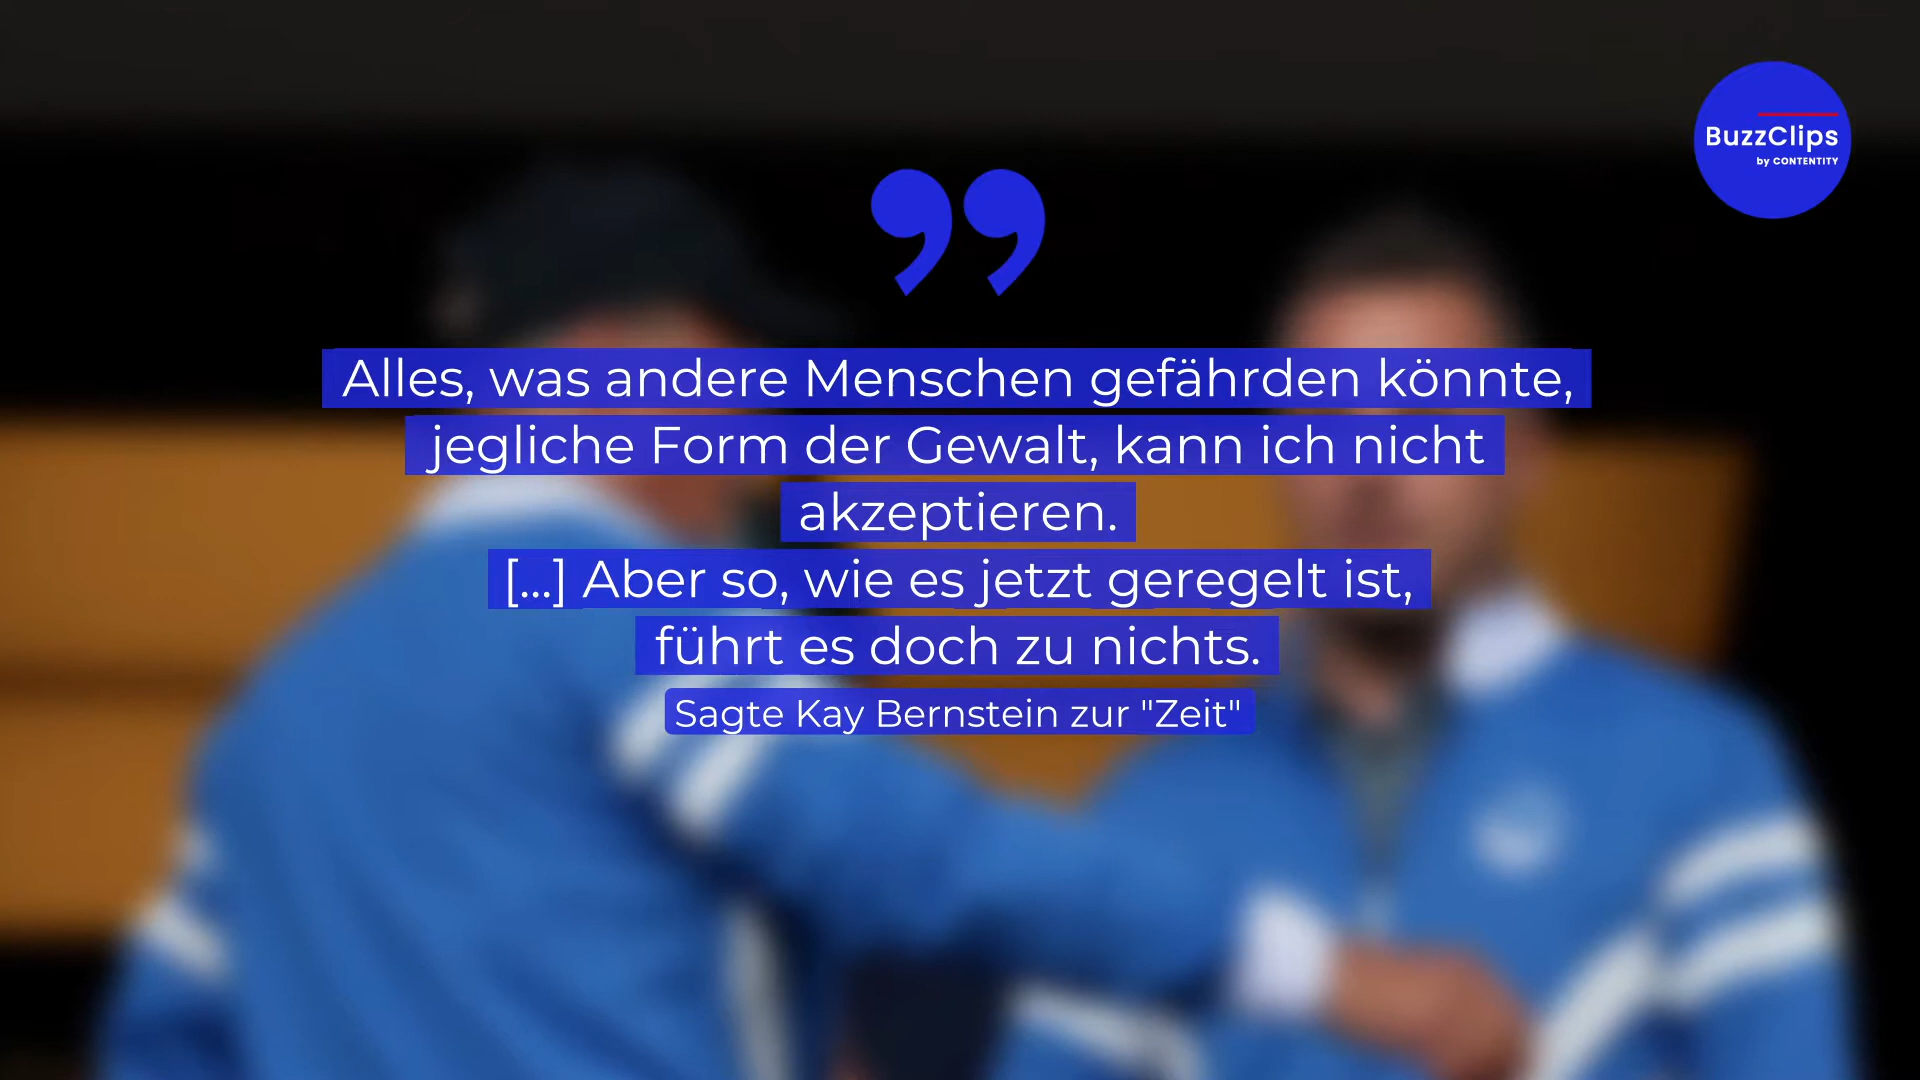 BuzzClips
by CONTENTITY
Alles, was andere Menschen gefährden könnte,
jegliche Form der Gewalt, kann ich nicht
akzeptieren.
[...] Aber so, wie es jetzt geregelt ist,
führt es doch zu nichts.
Sagte Kay Bernstein zur "Zeit"